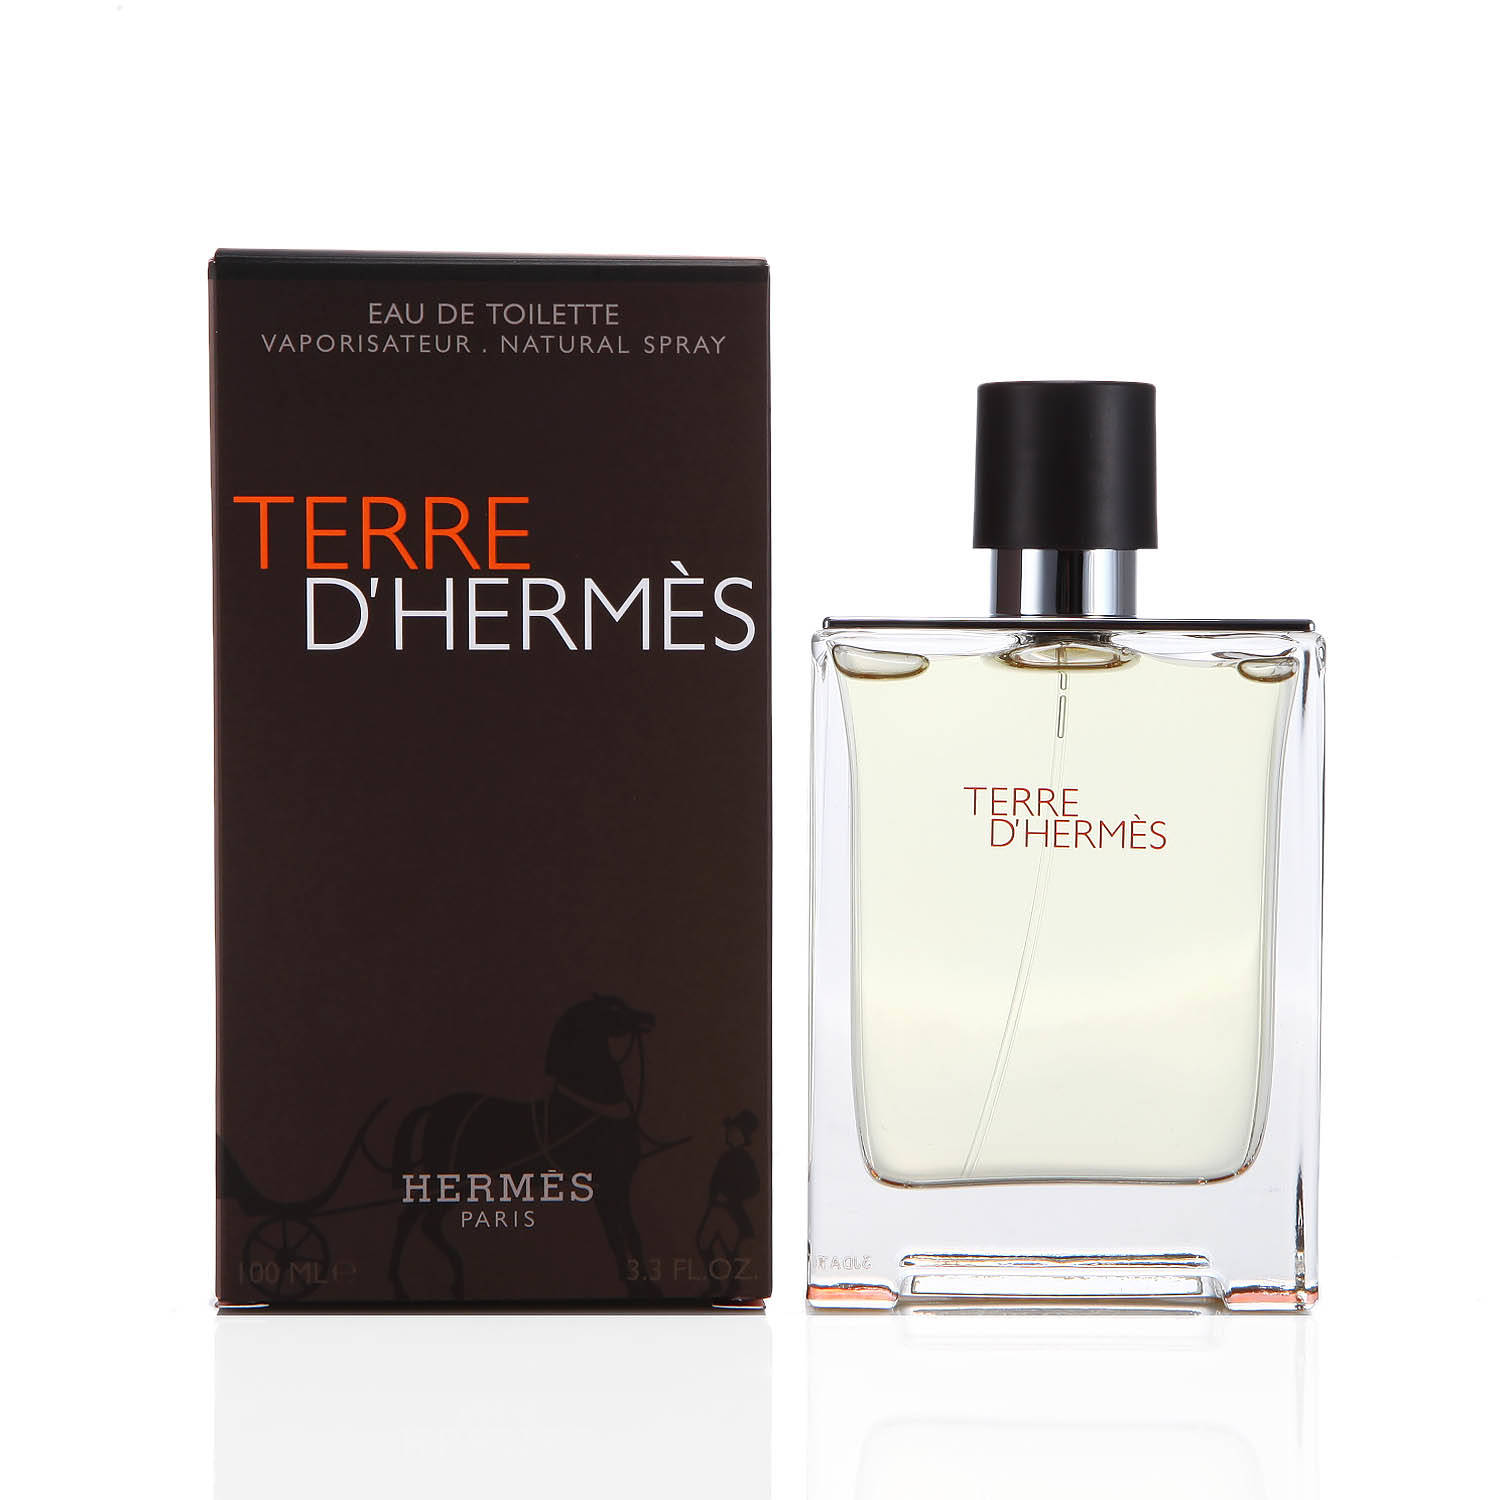 EAU DE TOILETTE
VAPORISATEUR . NATURAL SPRAY
TERRE
D'HERMÈS
HERMÈS
PARIS
100 ML ℮ 3.3 FL.OZ.
TERRE
D'HERMÈS